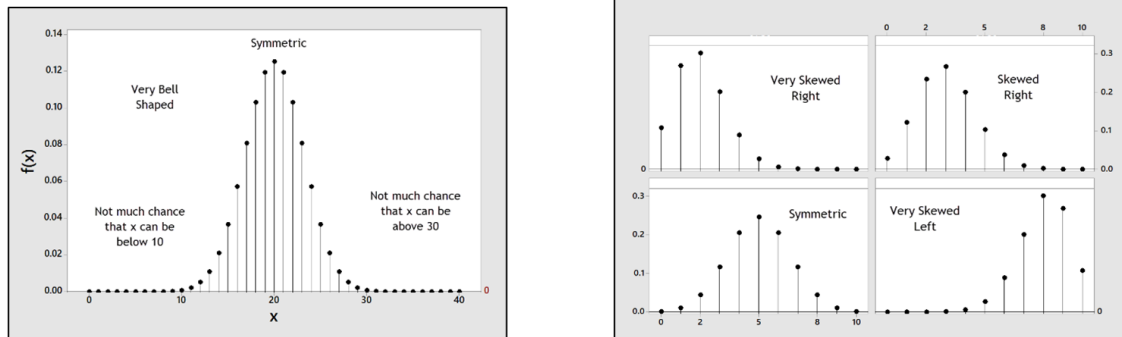 0.14
0.12
0.10
0.08
0.06
0.04
0.02
0.00
f(x)
Symmetric
Very Bell
Shaped
Not much chance
that x can be
below 10
Not much chance
that x can be
above 30
0
0 10 20 30 40
x
0 2 5 8 10
Very Skewed
Right
0
Skewed
Right
0.3
0.2
0.1
0.0
0.3
0.2
0.1
0.0
Symmetric
0 2 5 8 10
Very Skewed
Left
0